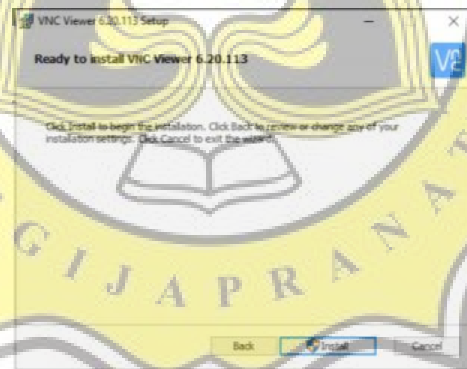 VNC Viewer 6.20.113 Setup
Ready to install VNC Viewer 6.20.113
Click Install to begin the installation. Click Back to review or change any of your
installation settings. Click Cancel to exit the wizard.
GIJAPRANAT
Back
Install
Cancel